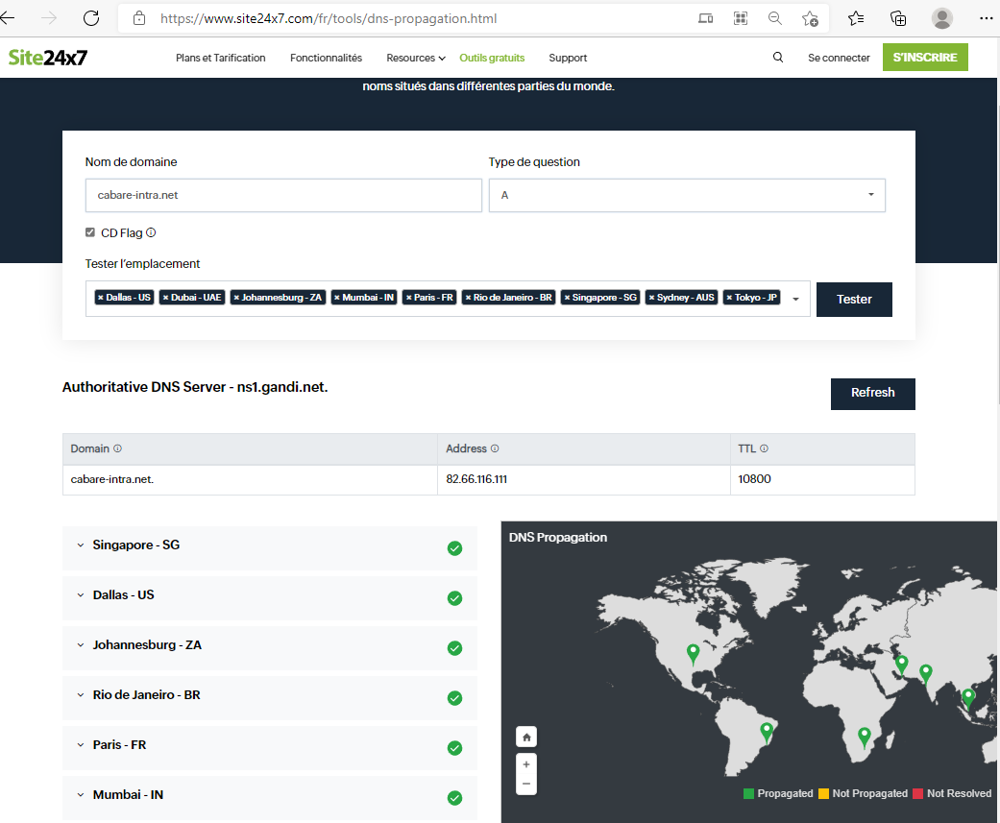 https://www.site24x7.com/fr/tools/dns-propagation.html
Site24x7 Plans et Tarification Fonctionnalités Resources Outils gratuits Support Se connecter S'INSCRIRE
noms situés dans différentes parties du monde.
Nom de domaine Type de question
cabare-intra.net A
CD Flag
Tester l'emplacement
× Dallas - US × Dubai - UAE × Johannesburg - ZA × Mumbai - IN × Paris - FR × Rio de Janeiro - BR × Singapore - SG × Sydney - AUS × Tokyo - JP Tester
Authoritative DNS Server - ns1.gandi.net. Refresh
Domain Address TTL
cabare-intra.net. 82.66.116.111 10800
Singapore - SG
Dallas - US
Johannesburg - ZA
Rio de Janeiro - BR
Paris - FR
Mumbai - IN
DNS Propagation
+
−
Propagated Not Propagated Not Resolved